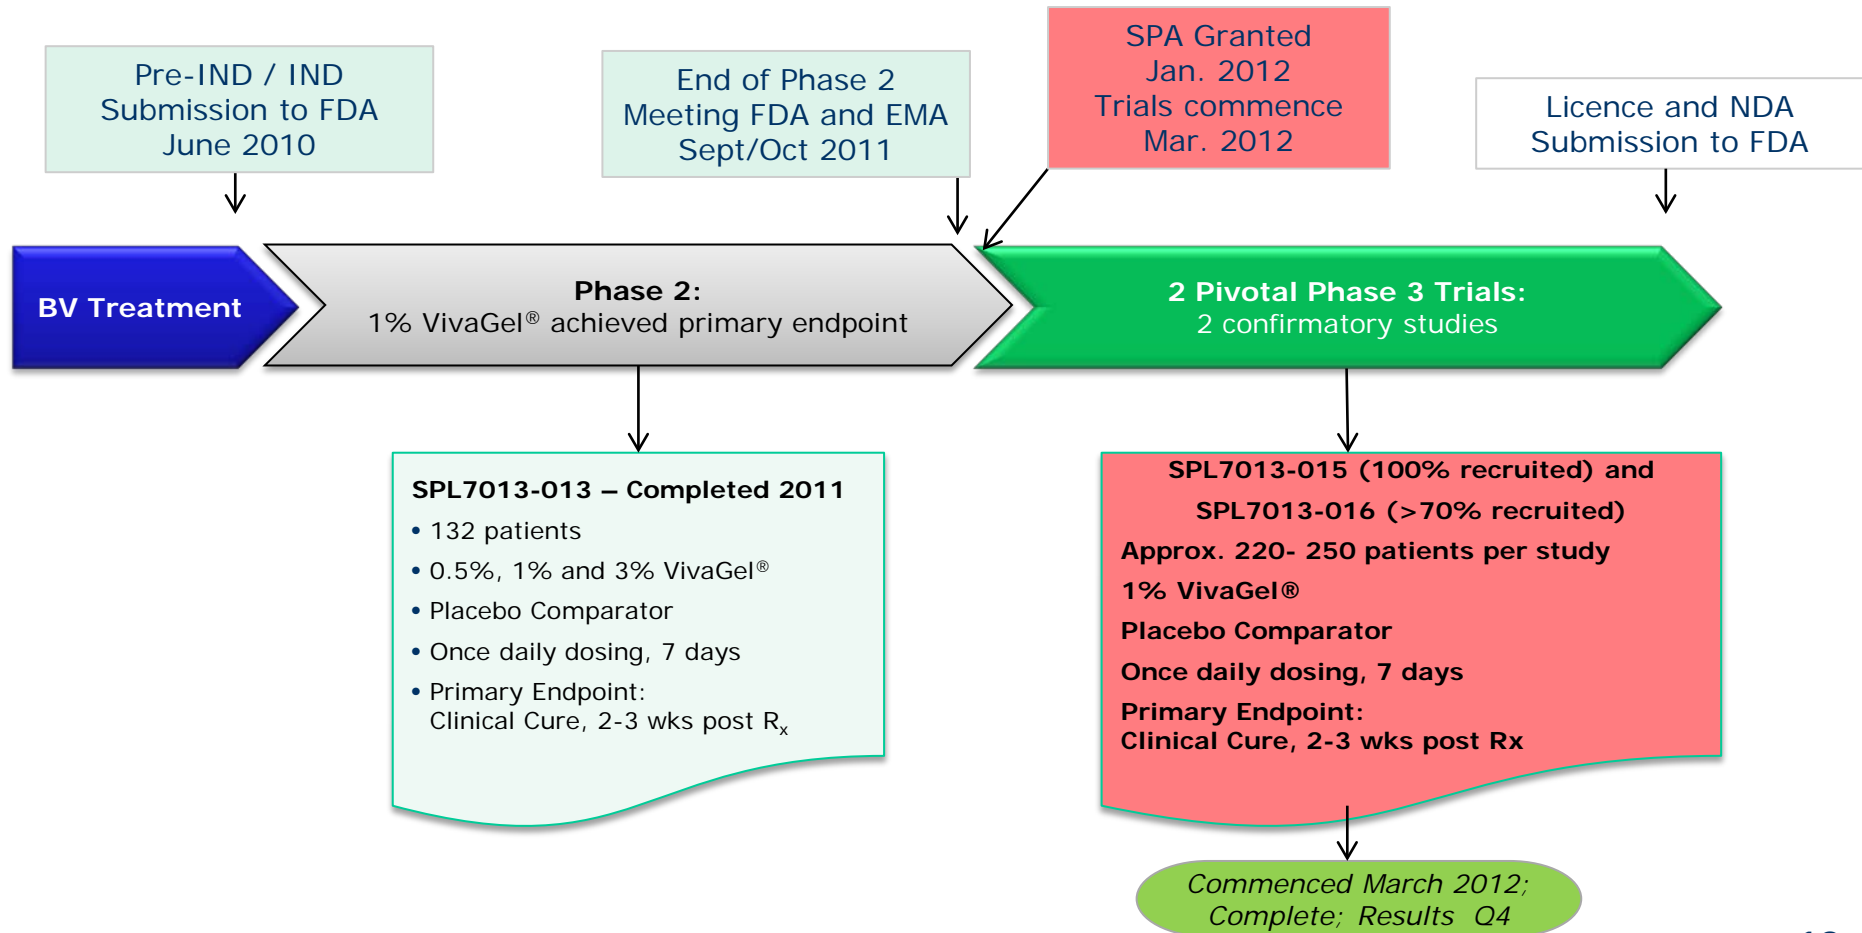 Pre-IND / IND
Submission to FDA
June 2010
End of Phase 2
Meeting FDA and EMA
Sept/Oct 2011
SPA Granted
Jan. 2012
Trials commence
Mar. 2012
Licence and NDA
Submission to FDA
BV Treatment
Phase 2:
1% VivaGel® achieved primary endpoint
2 Pivotal Phase 3 Trials:
2 confirmatory studies
SPL7013-013 – Completed 2011
• 132 patients
• 0.5%, 1% and 3% VivaGel®
• Placebo Comparator
• Once daily dosing, 7 days
• Primary Endpoint:
Clinical Cure, 2-3 wks post Rx
SPL7013-015 (100% recruited) and
SPL7013-016 (>70% recruited)
Approx. 220- 250 patients per study
1% VivaGel®
Placebo Comparator
Once daily dosing, 7 days
Primary Endpoint:
Clinical Cure, 2-3 wks post Rx
Commenced March 2012;
Complete; Results Q4